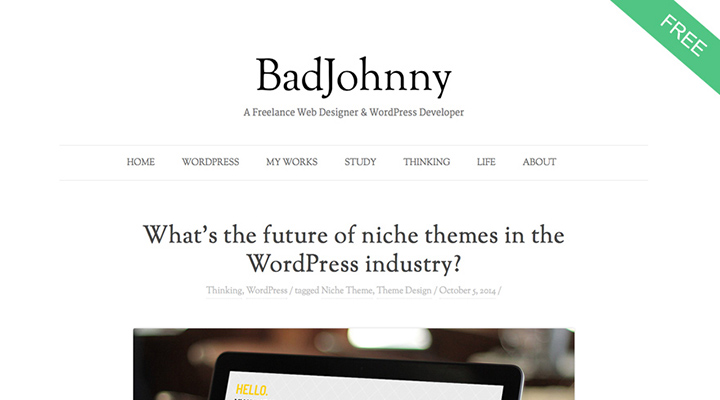 FREE
BadJohnny
A Freelance Web Designer & WordPress Developer
HOME WORDPRESS MY WORKS STUDY THINKING LIFE ABOUT
What's the future of niche themes in the
WordPress industry?
Thinking, WordPress / tagged Niche Theme, Theme Design / October 5, 2014 /
HELLO.